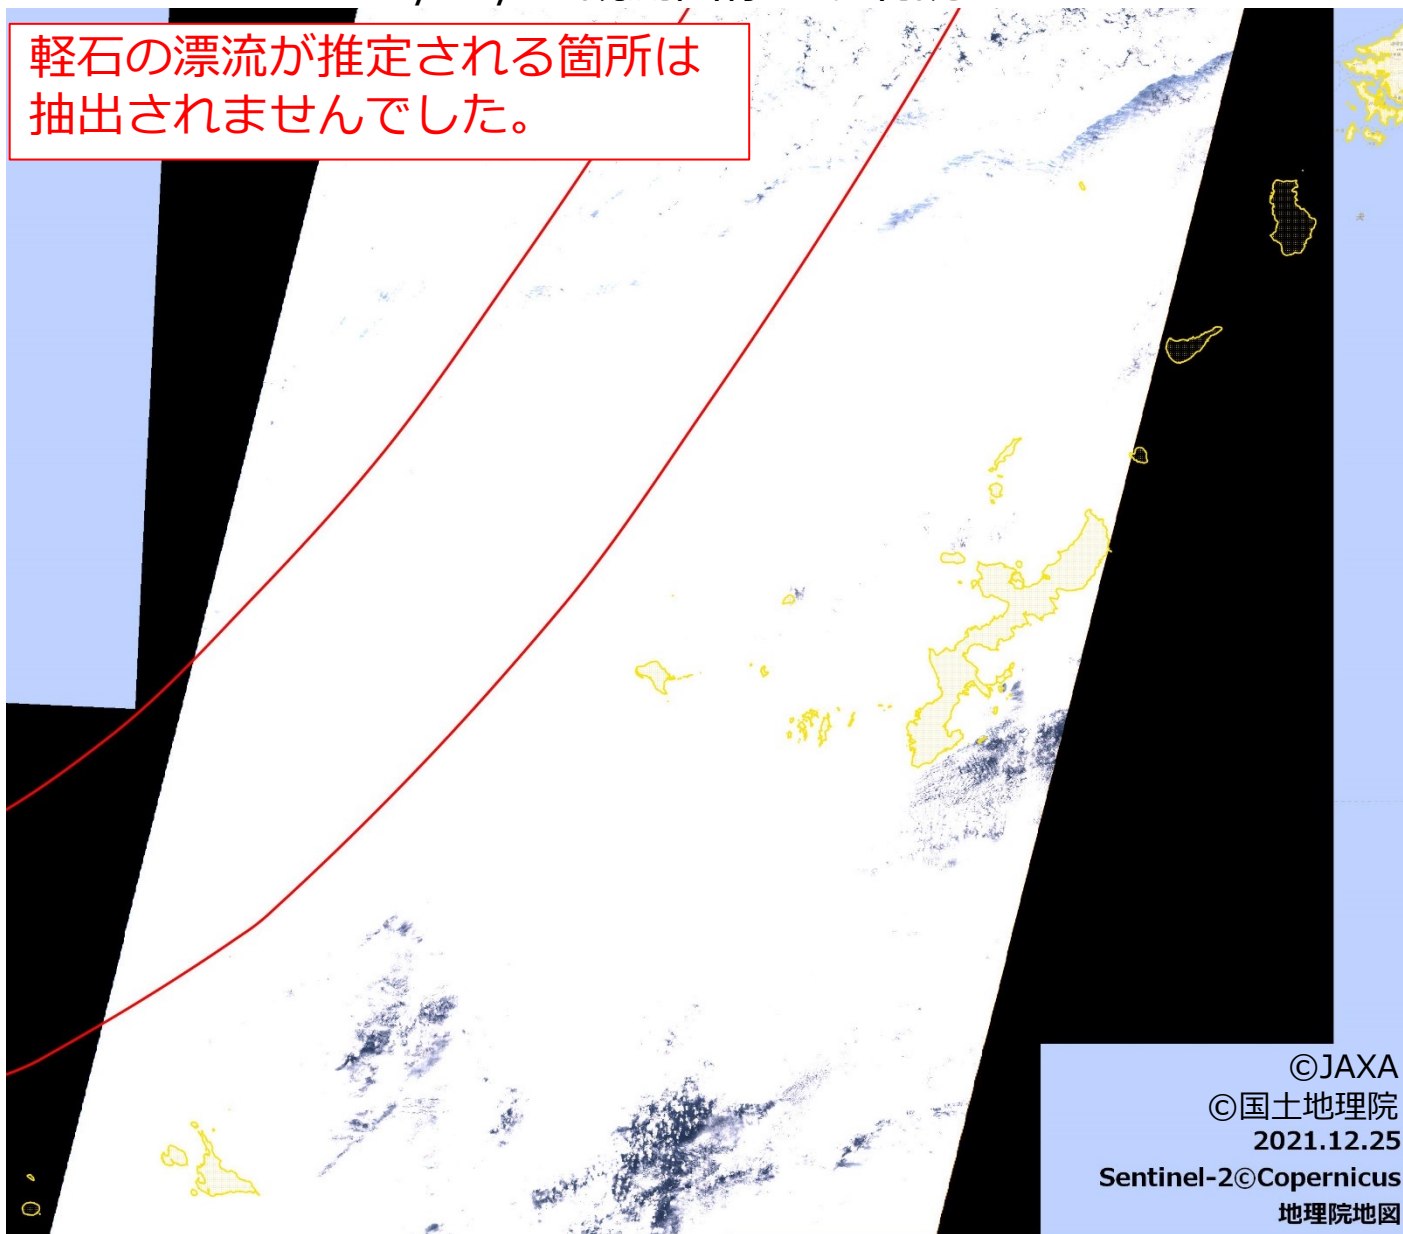 軽石の漂流が推定される箇所は
抽出されませんでした。
©JAXA
©国土地理院
2021.12.25
Sentinel-2©Copernicus
地理院地図